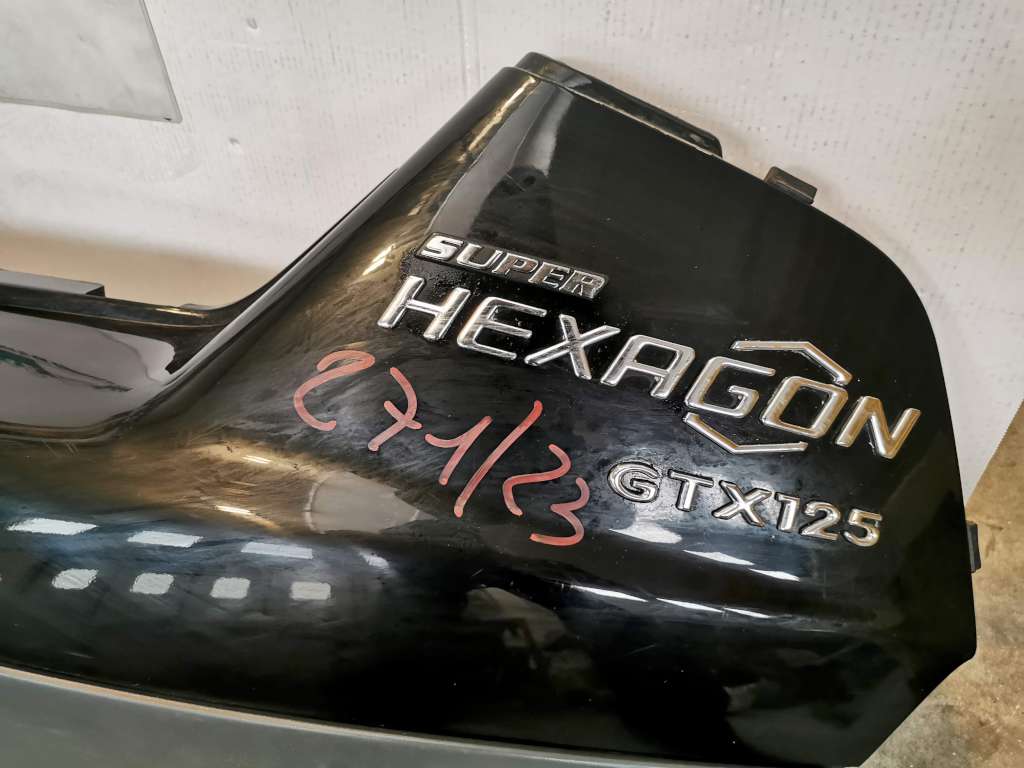 SUPER
HEXAGON
271/23
GTX125